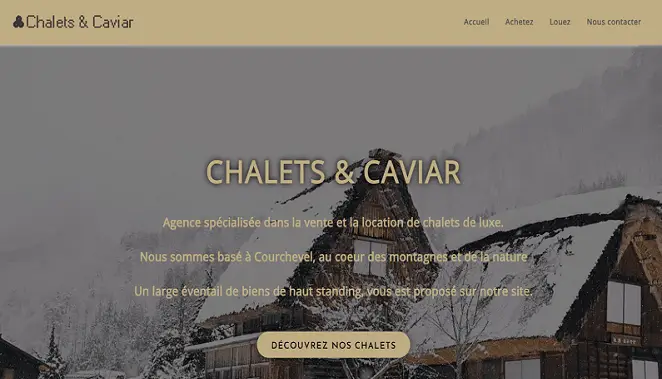 Chalets & Caviar
Accueil Achetez Louez Nous contacter
CHALETS & CAVIAR
Agence spécialisée dans la vente et la location de chalets de luxe.
Nous sommes basé à Courchevel, au coeur des montagnes et de la nature
Un large éventail de biens de haut standing, vous est proposé sur notre site.
DÉCOUVREZ NOS CHALETS